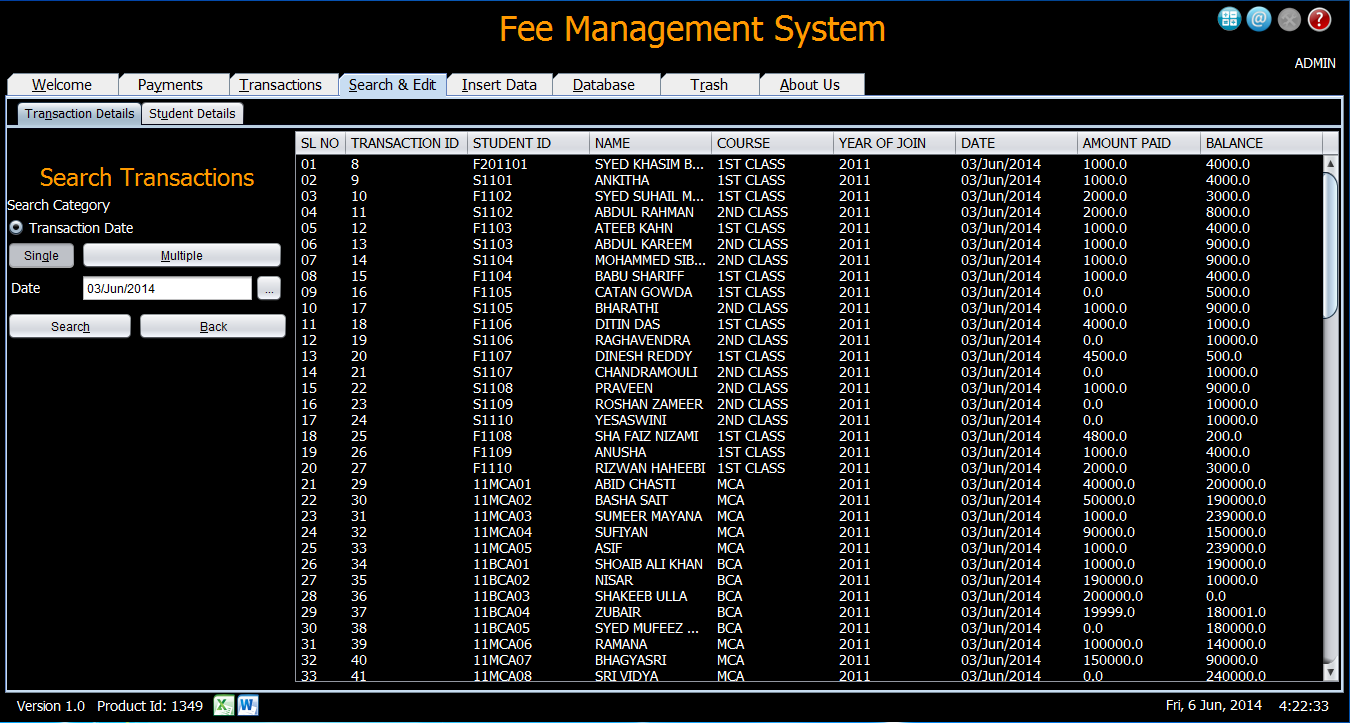 Fee Management System
ADMIN
Welcome Payments Transactions Search & Edit Insert Data Database Trash About Us
Transaction Details Student Details
Search Transactions
Search Category
Transaction Date
Single Multiple
Date 03/Jun/2014 ...
Search Back
SL NO TRANSACTION ID STUDENT ID NAME COURSE YEAR OF JOIN DATE AMOUNT PAID BALANCE
01 8 F201101 SYED KHASIM B... 1ST CLASS 2011 03/Jun/2014 1000.0 4000.0
02 9 S1101 ANKITHA 1ST CLASS 2011 03/Jun/2014 1000.0 4000.0
03 10 F1102 SYED SUHAIL M... 1ST CLASS 2011 03/Jun/2014 2000.0 3000.0
04 11 S1102 ABDUL RAHMAN 2ND CLASS 2011 03/Jun/2014 2000.0 8000.0
05 12 F1103 ATEEB KAHN 1ST CLASS 2011 03/Jun/2014 1000.0 4000.0
06 13 S1103 ABDUL KAREEM 2ND CLASS 2011 03/Jun/2014 1000.0 9000.0
07 14 S1104 MOHAMMED SIB... 2ND CLASS 2011 03/Jun/2014 1000.0 9000.0
08 15 F1104 BABU SHARIFF 1ST CLASS 2011 03/Jun/2014 1000.0 4000.0
09 16 F1105 CATAN GOWDA 1ST CLASS 2011 03/Jun/2014 0.0 5000.0
10 17 S1105 BHARATHI 2ND CLASS 2011 03/Jun/2014 1000.0 9000.0
11 18 F1106 DITIN DAS 1ST CLASS 2011 03/Jun/2014 4000.0 1000.0
12 19 S1106 RAGHAVENDRA 2ND CLASS 2011 03/Jun/2014 0.0 10000.0
13 20 F1107 DINESH REDDY 1ST CLASS 2011 03/Jun/2014 4500.0 500.0
14 21 S1107 CHANDRAMOULI 2ND CLASS 2011 03/Jun/2014 0.0 10000.0
15 22 S1108 PRAVEEN 2ND CLASS 2011 03/Jun/2014 1000.0 9000.0
16 23 S1109 ROSHAN ZAMEER 2ND CLASS 2011 03/Jun/2014 0.0 10000.0
17 24 S1110 YESASWINI 2ND CLASS 2011 03/Jun/2014 0.0 10000.0
18 25 F1108 SHA FAIZ NIZAMI 1ST CLASS 2011 03/Jun/2014 4800.0 200.0
19 26 F1109 ANUSHA 1ST CLASS 2011 03/Jun/2014 1000.0 4000.0
20 27 F1110 RIZWAN HAHEEBI 1ST CLASS 2011 03/Jun/2014 2000.0 3000.0
21 29 11MCA01 ABID CHASTI MCA 2011 03/Jun/2014 40000.0 200000.0
22 30 11MCA02 BASHA SAIT MCA 2011 03/Jun/2014 50000.0 190000.0
23 31 11MCA03 SUMEER MAYANA MCA 2011 03/Jun/2014 1000.0 239000.0
24 32 11MCA04 SUFIYAN MCA 2011 03/Jun/2014 90000.0 150000.0
25 33 11MCA05 ASIF MCA 2011 03/Jun/2014 1000.0 239000.0
26 34 11BCA01 SHOAIB ALI KHAN BCA 2011 03/Jun/2014 10000.0 190000.0
27 35 11BCA02 NISAR BCA 2011 03/Jun/2014 190000.0 10000.0
28 36 11BCA03 SHAKEEB ULLA BCA 2011 03/Jun/2014 200000.0 0.0
29 37 11BCA04 ZUBAIR BCA 2011 03/Jun/2014 19999.0 180001.0
30 38 11BCA05 SYED MUFEEZ ... BCA 2011 03/Jun/2014 0.0 180000.0
31 39 11MCA06 RAMANA MCA 2011 03/Jun/2014 100000.0 140000.0
32 40 11MCA07 BHAGYASRI MCA 2011 03/Jun/2014 150000.0 90000.0
33 41 11MCA08 SRI VIDYA MCA 2011 03/Jun/2014 0.0 240000.0
Version 1.0 Product Id: 1349 Fri, 6 Jun, 2014 4:22:33